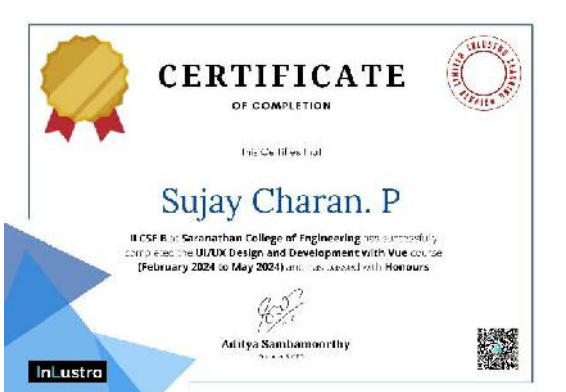 CERTIFICATE
OF COMPLETION
This Certifies that
Sujay Charan. P
II CSE B at Saranathan College of Engineering has successfully
completed the UI/UX Design and Development with Vue course
(February 2024 to May 2024) and has passed with Honours
Aditya Sambamoorthy
InLustro